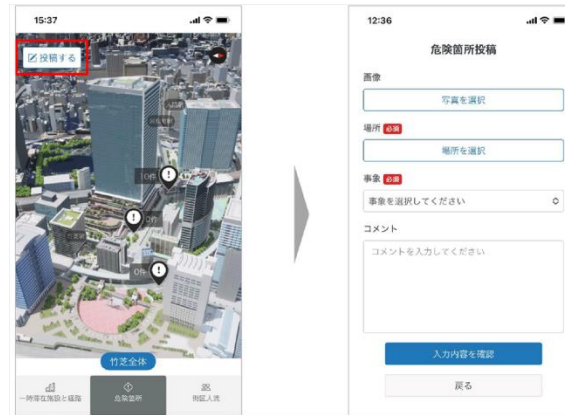 15:37
投稿する
10件
0件
0件
竹芝全体
一時滞在施設と経路
危険箇所
街区人流
12:36
危険箇所投稿
画像
写真を選択
場所 必須
場所を選択
事象 必須
事象を選択してください
コメント
コメントを入力してください
入力内容を確認
戻る